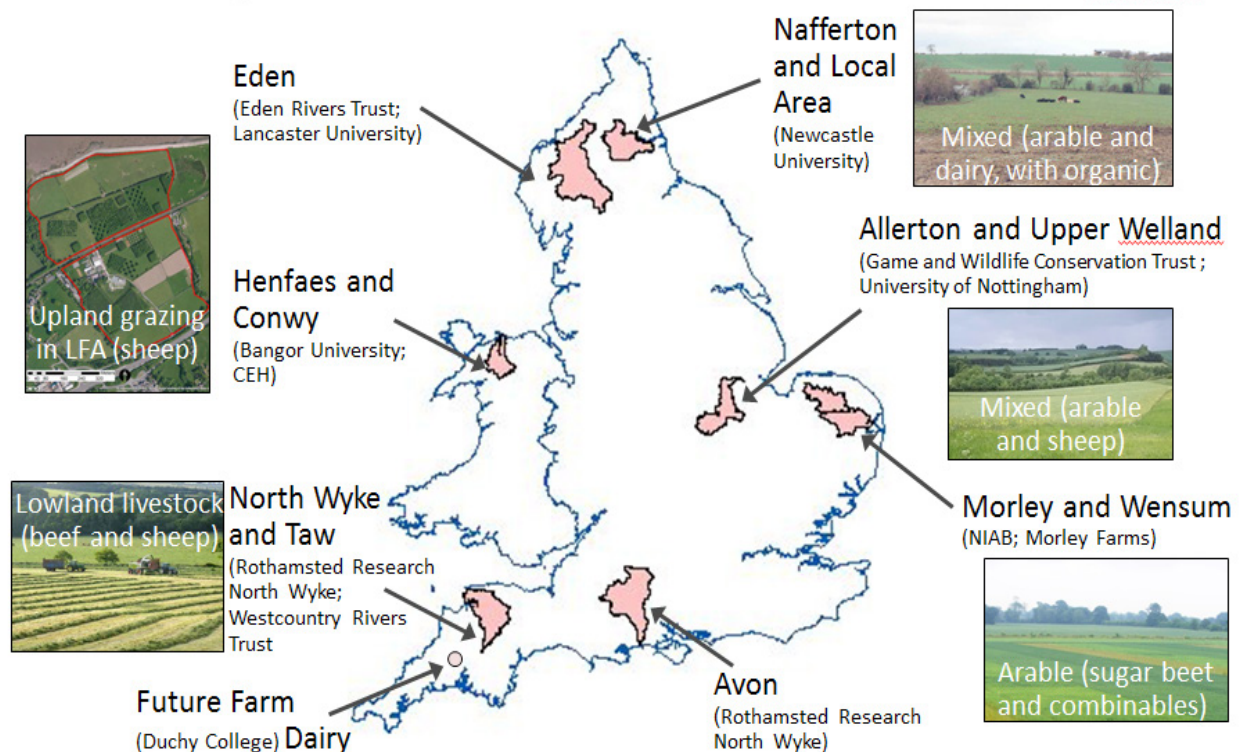 Eden
(Eden Rivers Trust;
Lancaster University)
Nafferton
and Local
Area
(Newcastle
University)
Mixed (arable and
dairy, with organic)
Upland grazing
in LFA (sheep)
Henfaes and
Conwy
(Bangor University;
CEH)
Allerton and Upper Welland
(Game and Wildlife Conservation Trust ;
University of Nottingham)
Mixed (arable
and sheep)
Lowland livestock
(beef and sheep)
North Wyke
and Taw
(Rothamsted Research
North Wyke;
Westcountry Rivers
Trust
Morley and Wensum
(NIAB; Morley Farms)
Arable (sugar beet
and combinables)
Future Farm
(Duchy College) Dairy
Avon
(Rothamsted Research
North Wyke)